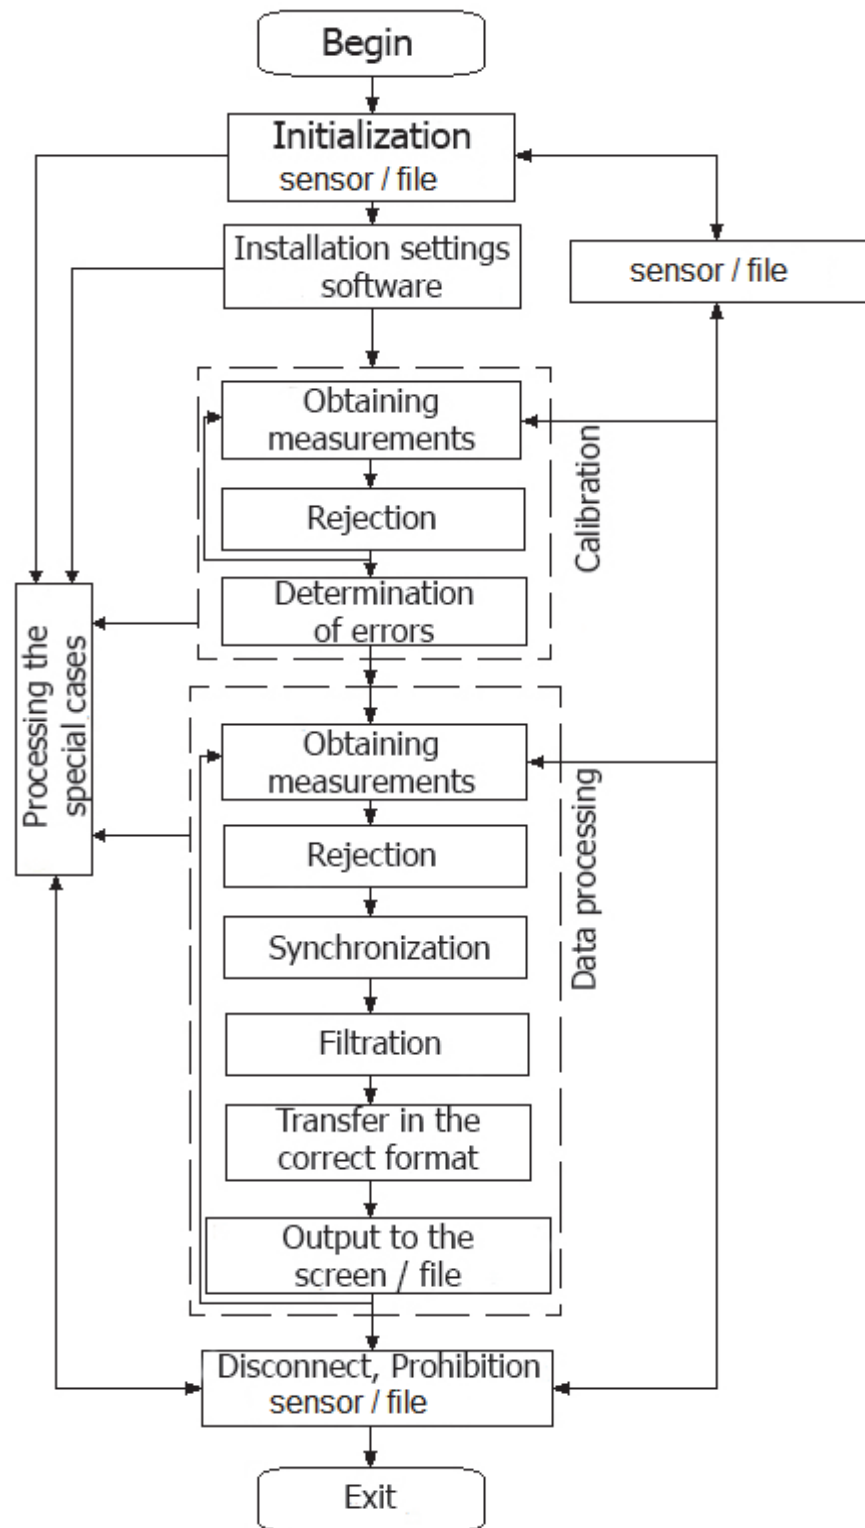 Begin
Initialization
sensor / file
Installation settings
software
sensor / file
Obtaining
measurements
Rejection
Determination
of errors
Calibration
Processing the
special cases
Obtaining
measurements
Rejection
Synchronization
Filtration
Transfer in the
correct format
Output to the
screen / file
Data processing
Disconnect, Prohibition
sensor / file
Exit